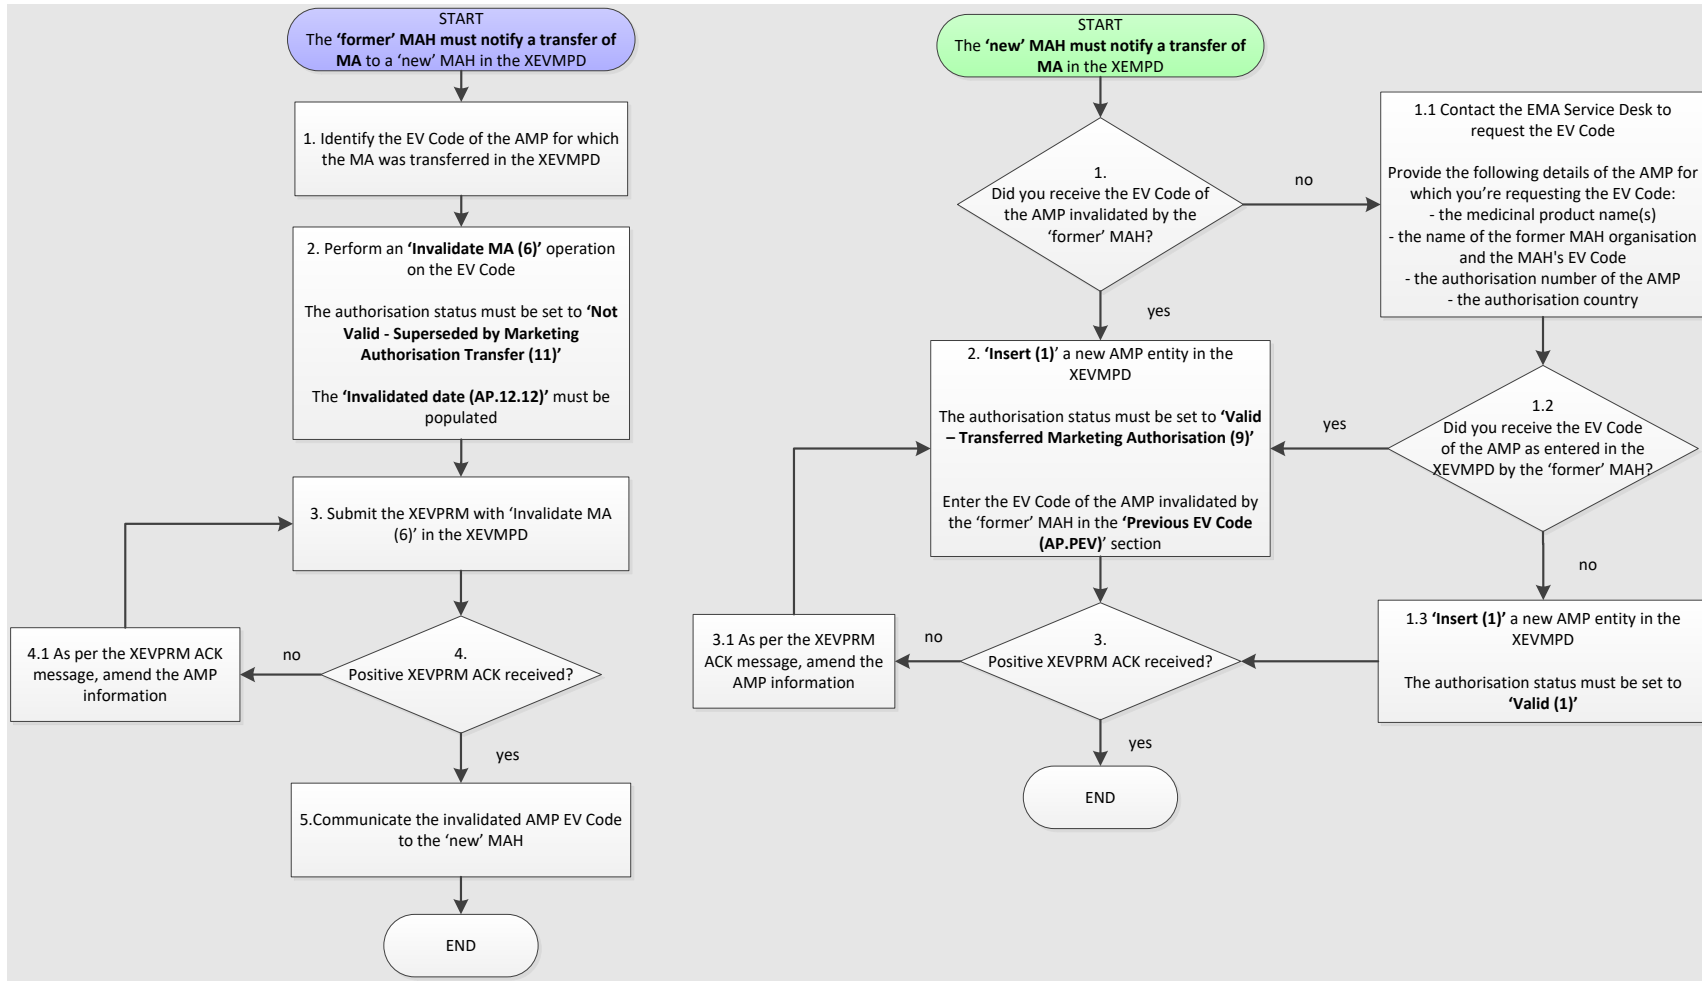 START
The ‘former’ MAH must notify a transfer of
MA to a ‘new’ MAH in the XEVMPD
1. Identify the EV Code of the AMP for which
the MA was transferred in the XEVMPD
2. Perform an ‘Invalidate MA (6)’ operation
on the EV Code
The authorisation status must be set to ‘Not
Valid - Superseded by Marketing
Authorisation Transfer (11)’
The ‘Invalidated date (AP.12.12)’ must be
populated
3. Submit the XEVPRM with ‘Invalidate MA
(6)’ in the XEVMPD
4.
Positive XEVPRM ACK received?
no
4.1 As per the XEVPRM ACK
message, amend the AMP
information
yes
5.Communicate the invalidated AMP EV Code
to the ‘new’ MAH
END
START
The ‘new’ MAH must notify a transfer of
MA in the XEMPD
1.
Did you receive the EV Code of
the AMP invalidated by the
‘former’ MAH?
no
1.1 Contact the EMA Service Desk to
request the EV Code
Provide the following details of the AMP for
which you’re requesting the EV Code:
- the medicinal product name(s)
- the name of the former MAH organisation
and the MAH's EV Code
- the authorisation number of the AMP
- the authorisation country
yes
2. ‘Insert (1)’ a new AMP entity in the
XEVMPD
The authorisation status must be set to ‘Valid
– Transferred Marketing Authorisation (9)’
Enter the EV Code of the AMP invalidated by
the ‘former’ MAH in the ‘Previous EV Code
(AP.PEV)’ section
yes
1.2
Did you receive the EV Code
of the AMP as entered in the
XEVMPD by the ‘former’ MAH?
no
1.3 ‘Insert (1)’ a new AMP entity in the
XEVMPD
The authorisation status must be set to
‘Valid (1)’
3.
Positive XEVPRM ACK received?
no
3.1 As per the XEVPRM
ACK message, amend the
AMP information
yes
END